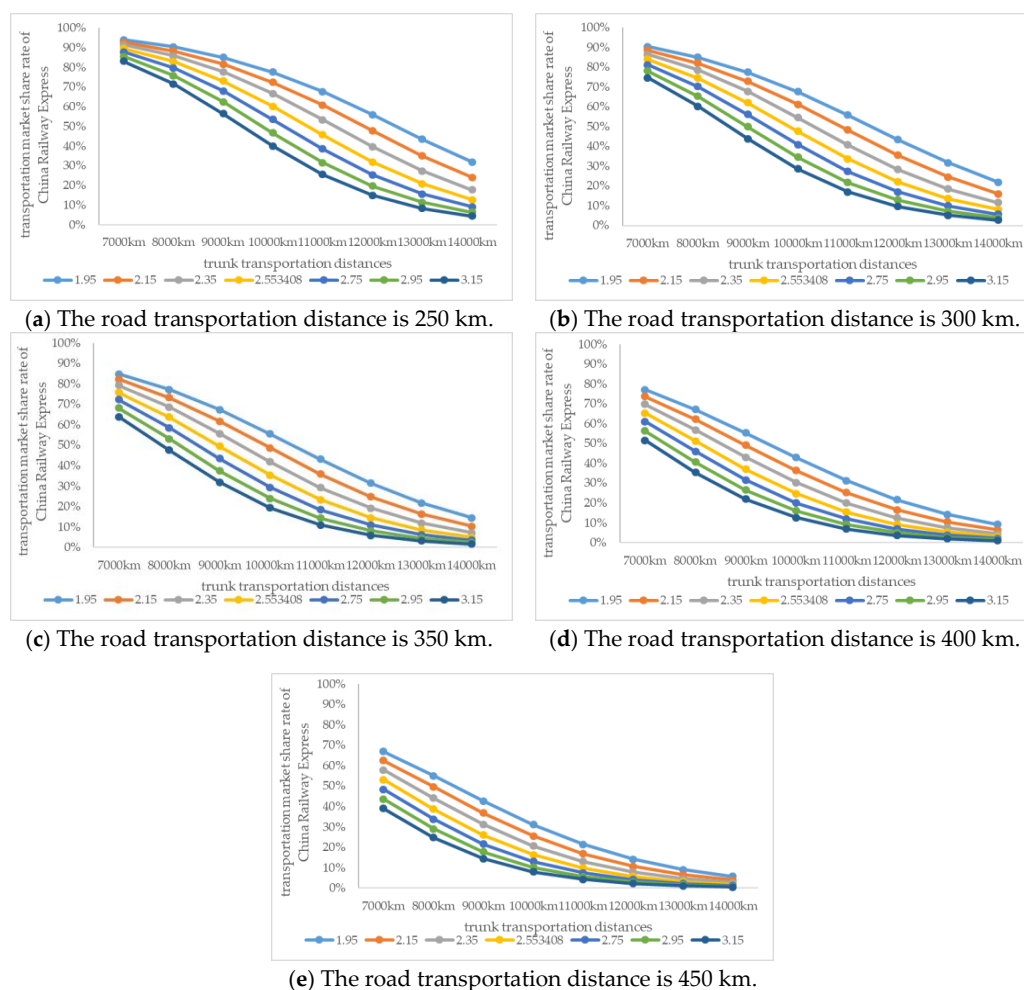 transportation market share rate of
China Railway Express
100%
90%
80%
70%
60%
50%
40%
30%
20%
10%
0%
7000km 8000km 9000km 10000km 11000km 12000km 13000km 14000km
trunk transportation distances
1.95 2.15 2.35 2.553408 2.75 2.95 3.15
(a) The road transportation distance is 250 km.
transportation market share rate of
China Railway Express
100%
90%
80%
70%
60%
50%
40%
30%
20%
10%
0%
7000km 8000km 9000km 10000km 11000km 12000km 13000km 14000km
trunk transportation distances
1.95 2.15 2.35 2.553408 2.75 2.95 3.15
(b) The road transportation distance is 300 km.
transportation market share rate of
China Railway Express
100%
90%
80%
70%
60%
50%
40%
30%
20%
10%
0%
7000km 8000km 9000km 10000km 11000km 12000km 13000km 14000km
trunk transportation distances
1.95 2.15 2.35 2.553408 2.75 2.95 3.15
(c) The road transportation distance is 350 km.
transportation market share rate of
China Railway Express
100%
90%
80%
70%
60%
50%
40%
30%
20%
10%
0%
7000km 8000km 9000km 10000km 11000km 12000km 13000km 14000km
trunk transportation distances
1.95 2.15 2.35 2.553408 2.75 2.95 3.15
(d) The road transportation distance is 400 km.
transportation market share rate of
China Railway Express
100%
90%
80%
70%
60%
50%
40%
30%
20%
10%
0%
7000km 8000km 9000km 10000km 11000km 12000km 13000km 14000km
trunk transportation distances
1.95 2.15 2.35 2.553408 2.75 2.95 3.15
(e) The road transportation distance is 450 km.